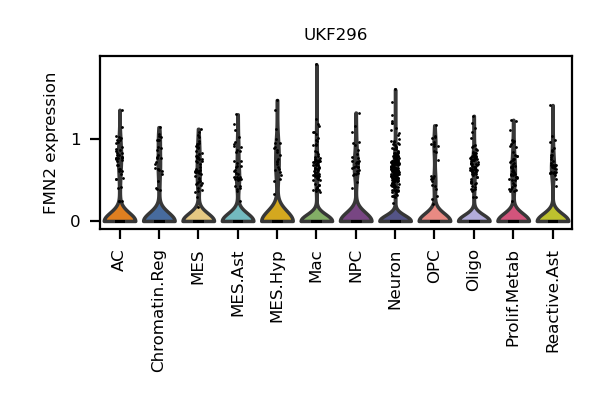 UKF296
FMN2 expression
1
0
AC
Chromatin.Reg
MES
MES.Ast
MES.Hyp
Mac
NPC
Neuron
OPC
Oligo
Prolif.Metab
Reactive.Ast